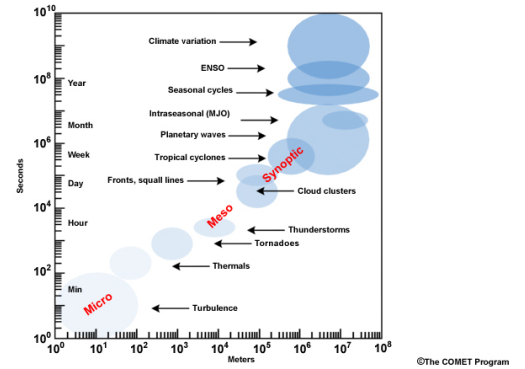 10^10
Climate variation
ENSO
10^8
Year
Seasonal cycles
Intraseasonal (MJO)
Month
Planetary waves
10^6
Week
Tropical cyclones
Synoptic
Seconds
Day
Fronts, squall lines
Cloud clusters
10^4
Meso
Hour
Thunderstorms
Tornadoes
10^2
Thermals
Min
Micro
Turbulence
10^0
10^0 10^1 10^2 10^3 10^4 10^5 10^6 10^7 10^8
Meters
©The COMET Program